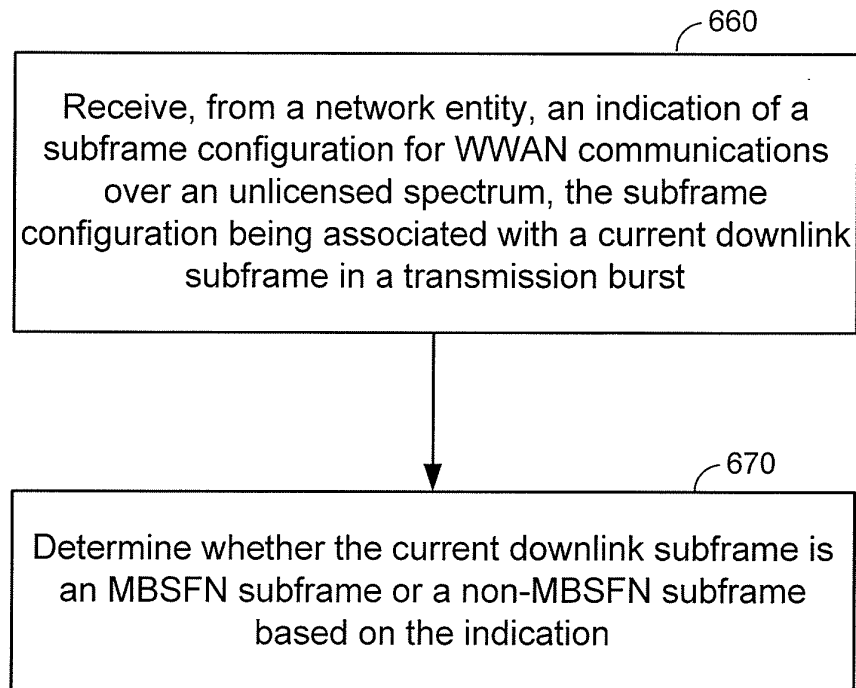 660
Receive, from a network entity, an indication of a
subframe configuration for WWAN communications
over an unlicensed spectrum, the subframe
configuration being associated with a current downlink
subframe in a transmission burst
670
Determine whether the current downlink subframe is
an MBSFN subframe or a non-MBSFN subframe
based on the indication